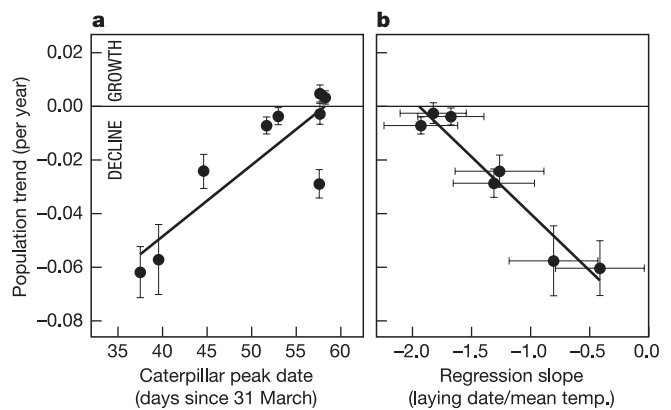 a
b
Population trend (per year)
GROWTH
DECLINE
0.02
0.00
−0.02
−0.04
−0.06
−0.08
35 40 45 50 55 60
−2.0 −1.5 −1.0 −0.5 0.0
Caterpillar peak date
(days since 31 March)
Regression slope
(laying date/mean temp.)